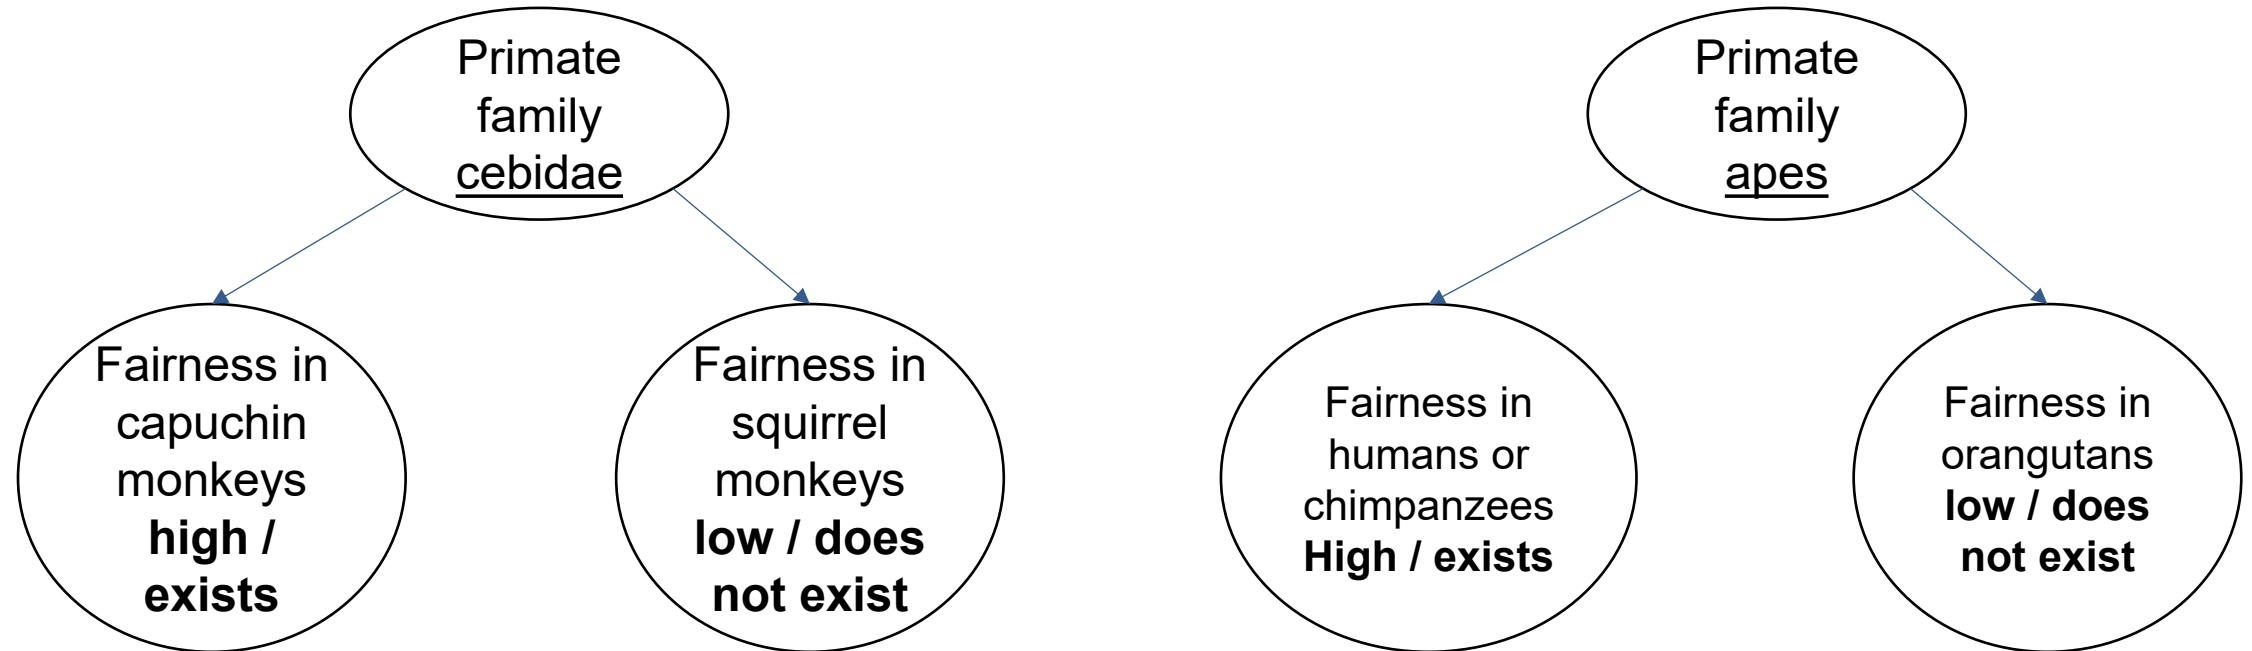 Primate
family
cebidae
Primate
family
apes
Fairness in
capuchin
monkeys
high /
exists
Fairness in
squirrel
monkeys
low / does
not exist
Fairness in
humans or
chimpanzees
High / exists
Fairness in
orangutans
low / does
not exist